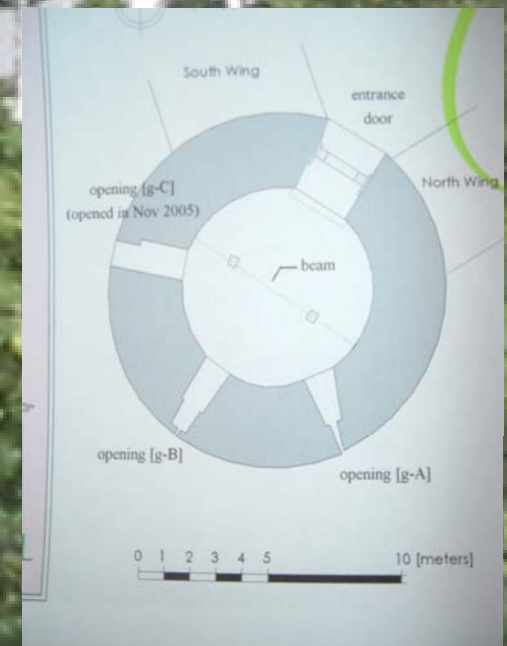 South Wing
entrance
door
North Wing
opening [g-C]
(opened in Nov 2005)
beam
opening [g-B]
opening [g-A]
0 1 2 3 4 5 10 [meters]